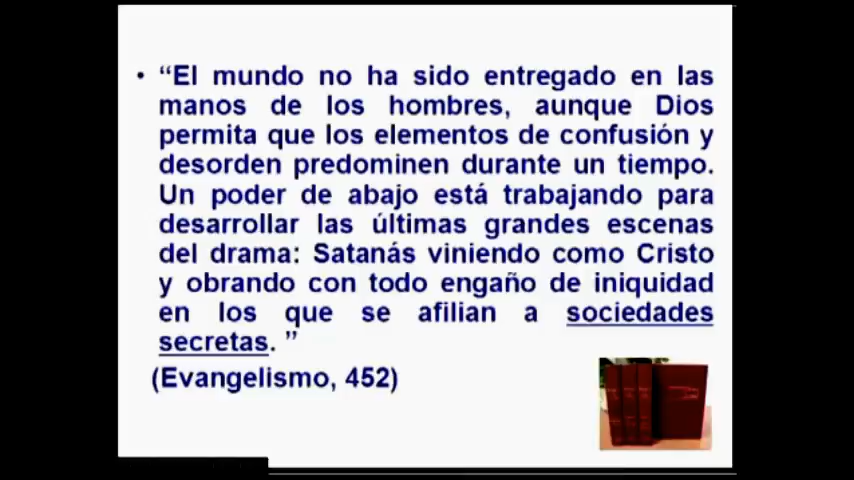 • “El mundo no ha sido entregado en las
manos de los hombres, aunque Dios
permita que los elementos de confusión y
desorden predominen durante un tiempo.
Un poder de abajo está trabajando para
desarrollar las últimas grandes escenas
del drama: Satanás viniendo como Cristo
y obrando con todo engaño de iniquidad
en los que se afilian a sociedades
secretas. ”
(Evangelismo, 452)